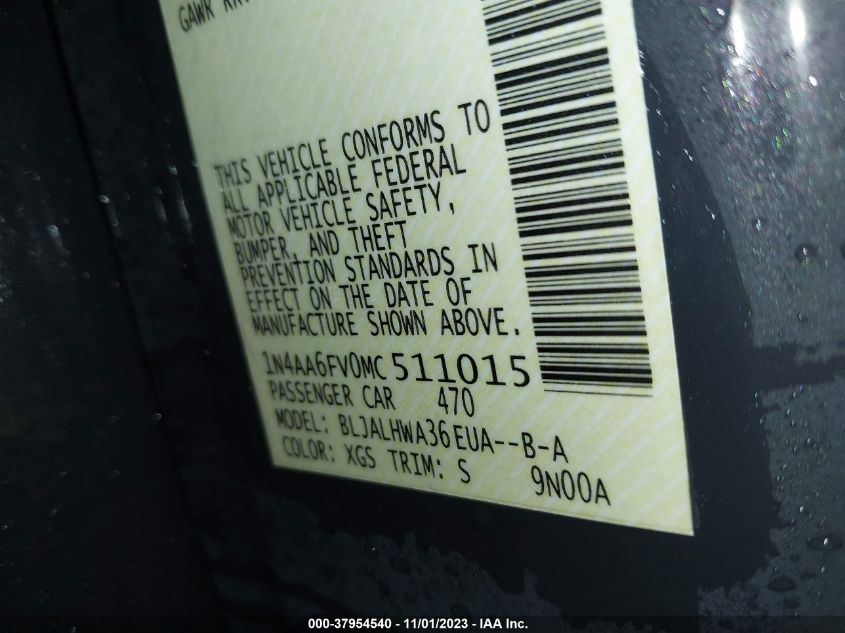 GAWR RR
THIS VEHICLE CONFORMS TO
ALL APPLICABLE FEDERAL
MOTOR VEHICLE SAFETY,
BUMPER, AND THEFT
PREVENTION STANDARDS IN
EFFECT ON THE DATE OF
MANUFACTURE SHOWN ABOVE.
1N4AA6FV0MC511015
PASSENGER CAR 470
MODEL: BLJALHWA36EUA--B-A
COLOR: XGS TRIM: S 9N00A
000-37954540 - 11/01/2023 - IAA Inc.